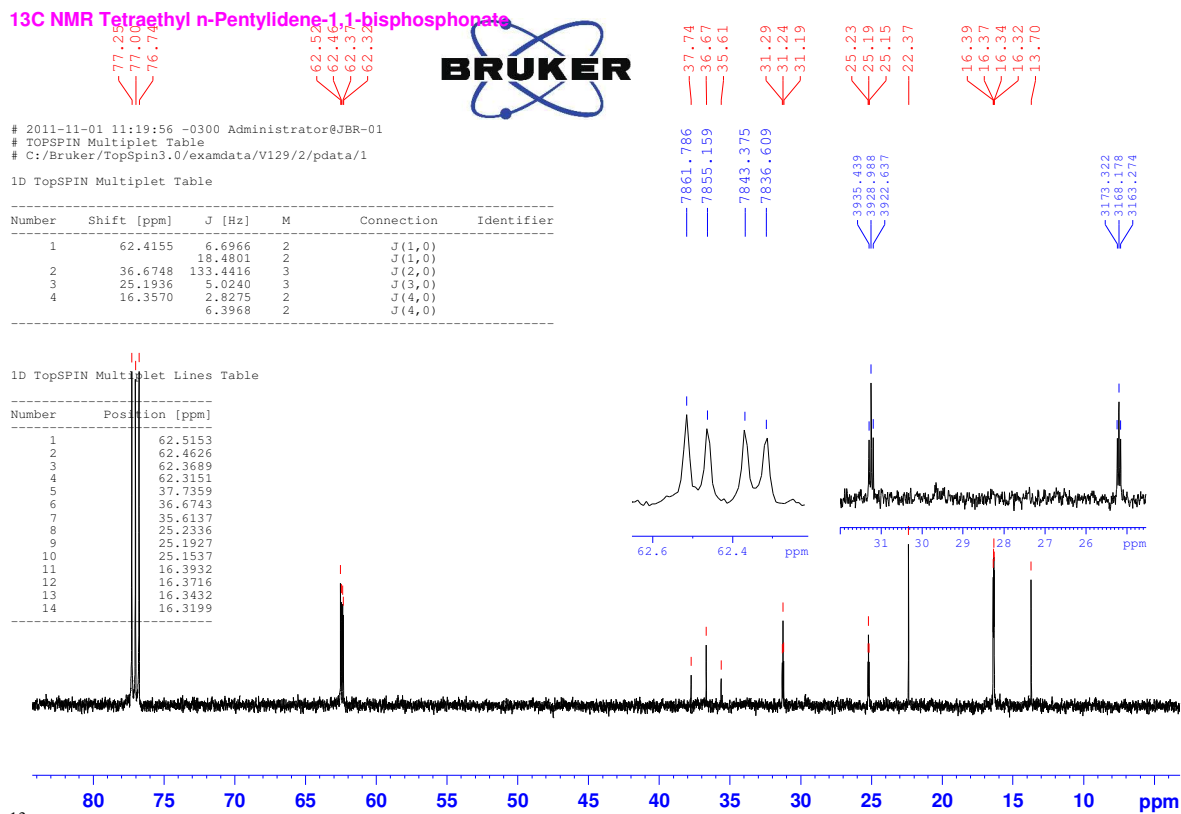 13C NMR Tetraethyl n-Pentylidene-1,1-bisphosphonate
77.25
77.00
76.74
62.52
62.46
62.37
62.32
BRUKER
37.74
36.67
35.61
31.29
31.24
31.19
25.23
25.19
25.15
22.37
16.39
16.37
16.34
16.32
13.70
# 2011-11-01 11:19:56 -0300 Administrator@JBR-01
# TOPSPIN Multiplet Table
# C:/Bruker/TopSpin3.0/examdata/V129/2/pdata/1
7861.786
7855.159
7843.375
7836.609
3935.439
3928.988
3922.637
3173.322
3168.178
3163.274
1D TopSPIN Multiplet Table
Number Shift [ppm] J [Hz] M Connection Identifier
1 62.4155 6.6966 2 J(1,0)
18.4801 2 J(1,0)
2 36.6748 133.4416 3 J(2,0)
3 25.1936 5.0240 3 J(3,0)
4 16.3570 2.8275 2 J(4,0)
6.3968 2 J(4,0)
1D TopSPIN Multiplet Lines Table
Number Position [ppm]
1 62.5153
2 62.4626
3 62.3689
4 62.3151
5 37.7359
6 36.6743
7 35.6137
8 25.2336
9 25.1927
10 25.1537
11 16.3932
12 16.3716
13 16.3432
14 16.3199
62.6 62.4 ppm
31 30 29 28 27 26 ppm
80 75 70 65 60 55 50 45 40 35 30 25 20 15 10 ppm